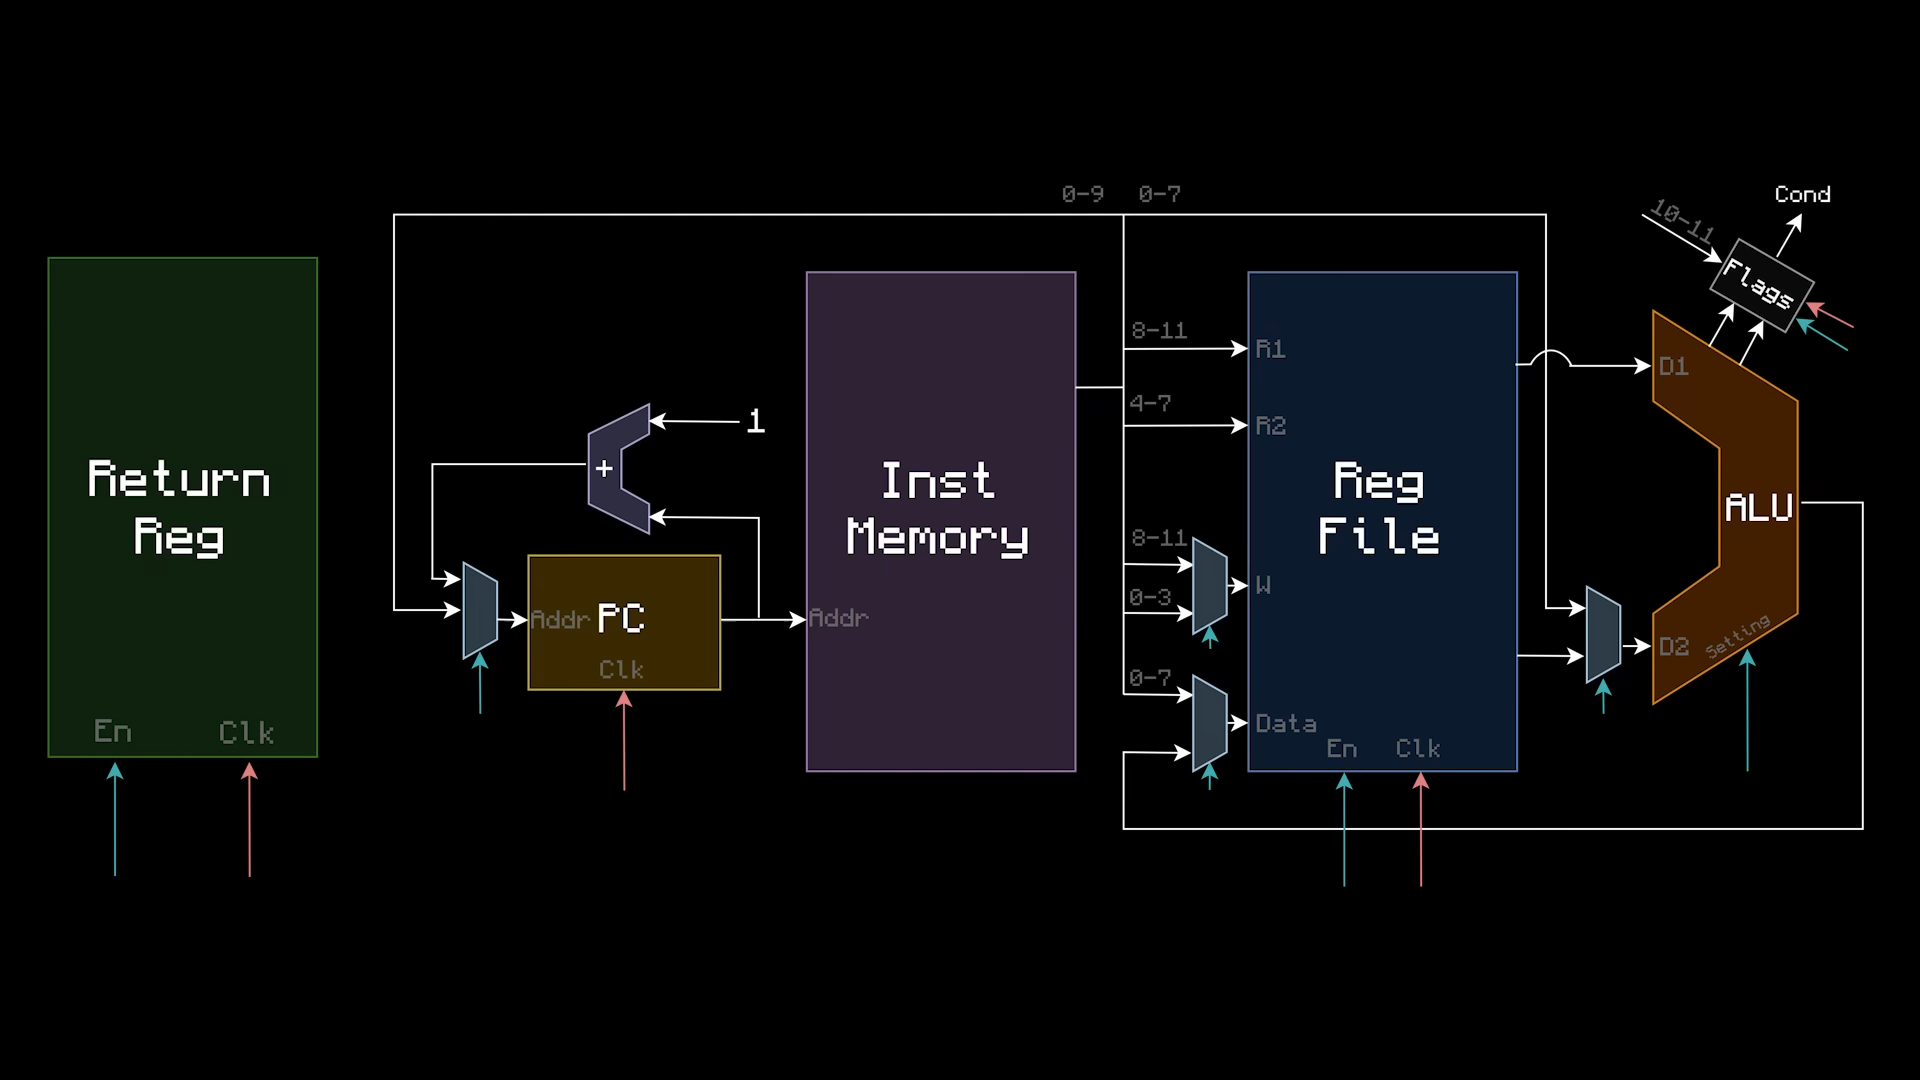 0-9 0-7
Cond
10-11
Flags
8-11
R1
D1
4-7
R2
1
+
Return
Reg
Inst
Memory
Reg
File
ALU
8-11
0-3
W
Addr PC
Addr
Clk
Setting
D2
0-7
Data
En Clk
En Clk